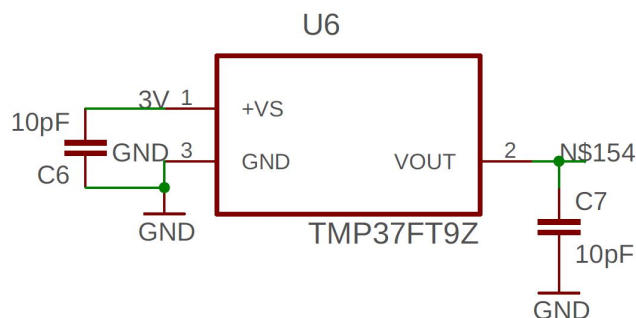 U6
3V 1
+VS
10pF
GND 3
GND
VOUT
2
N$154
C6
C7
GND
TMP37FT9Z
10pF
GND